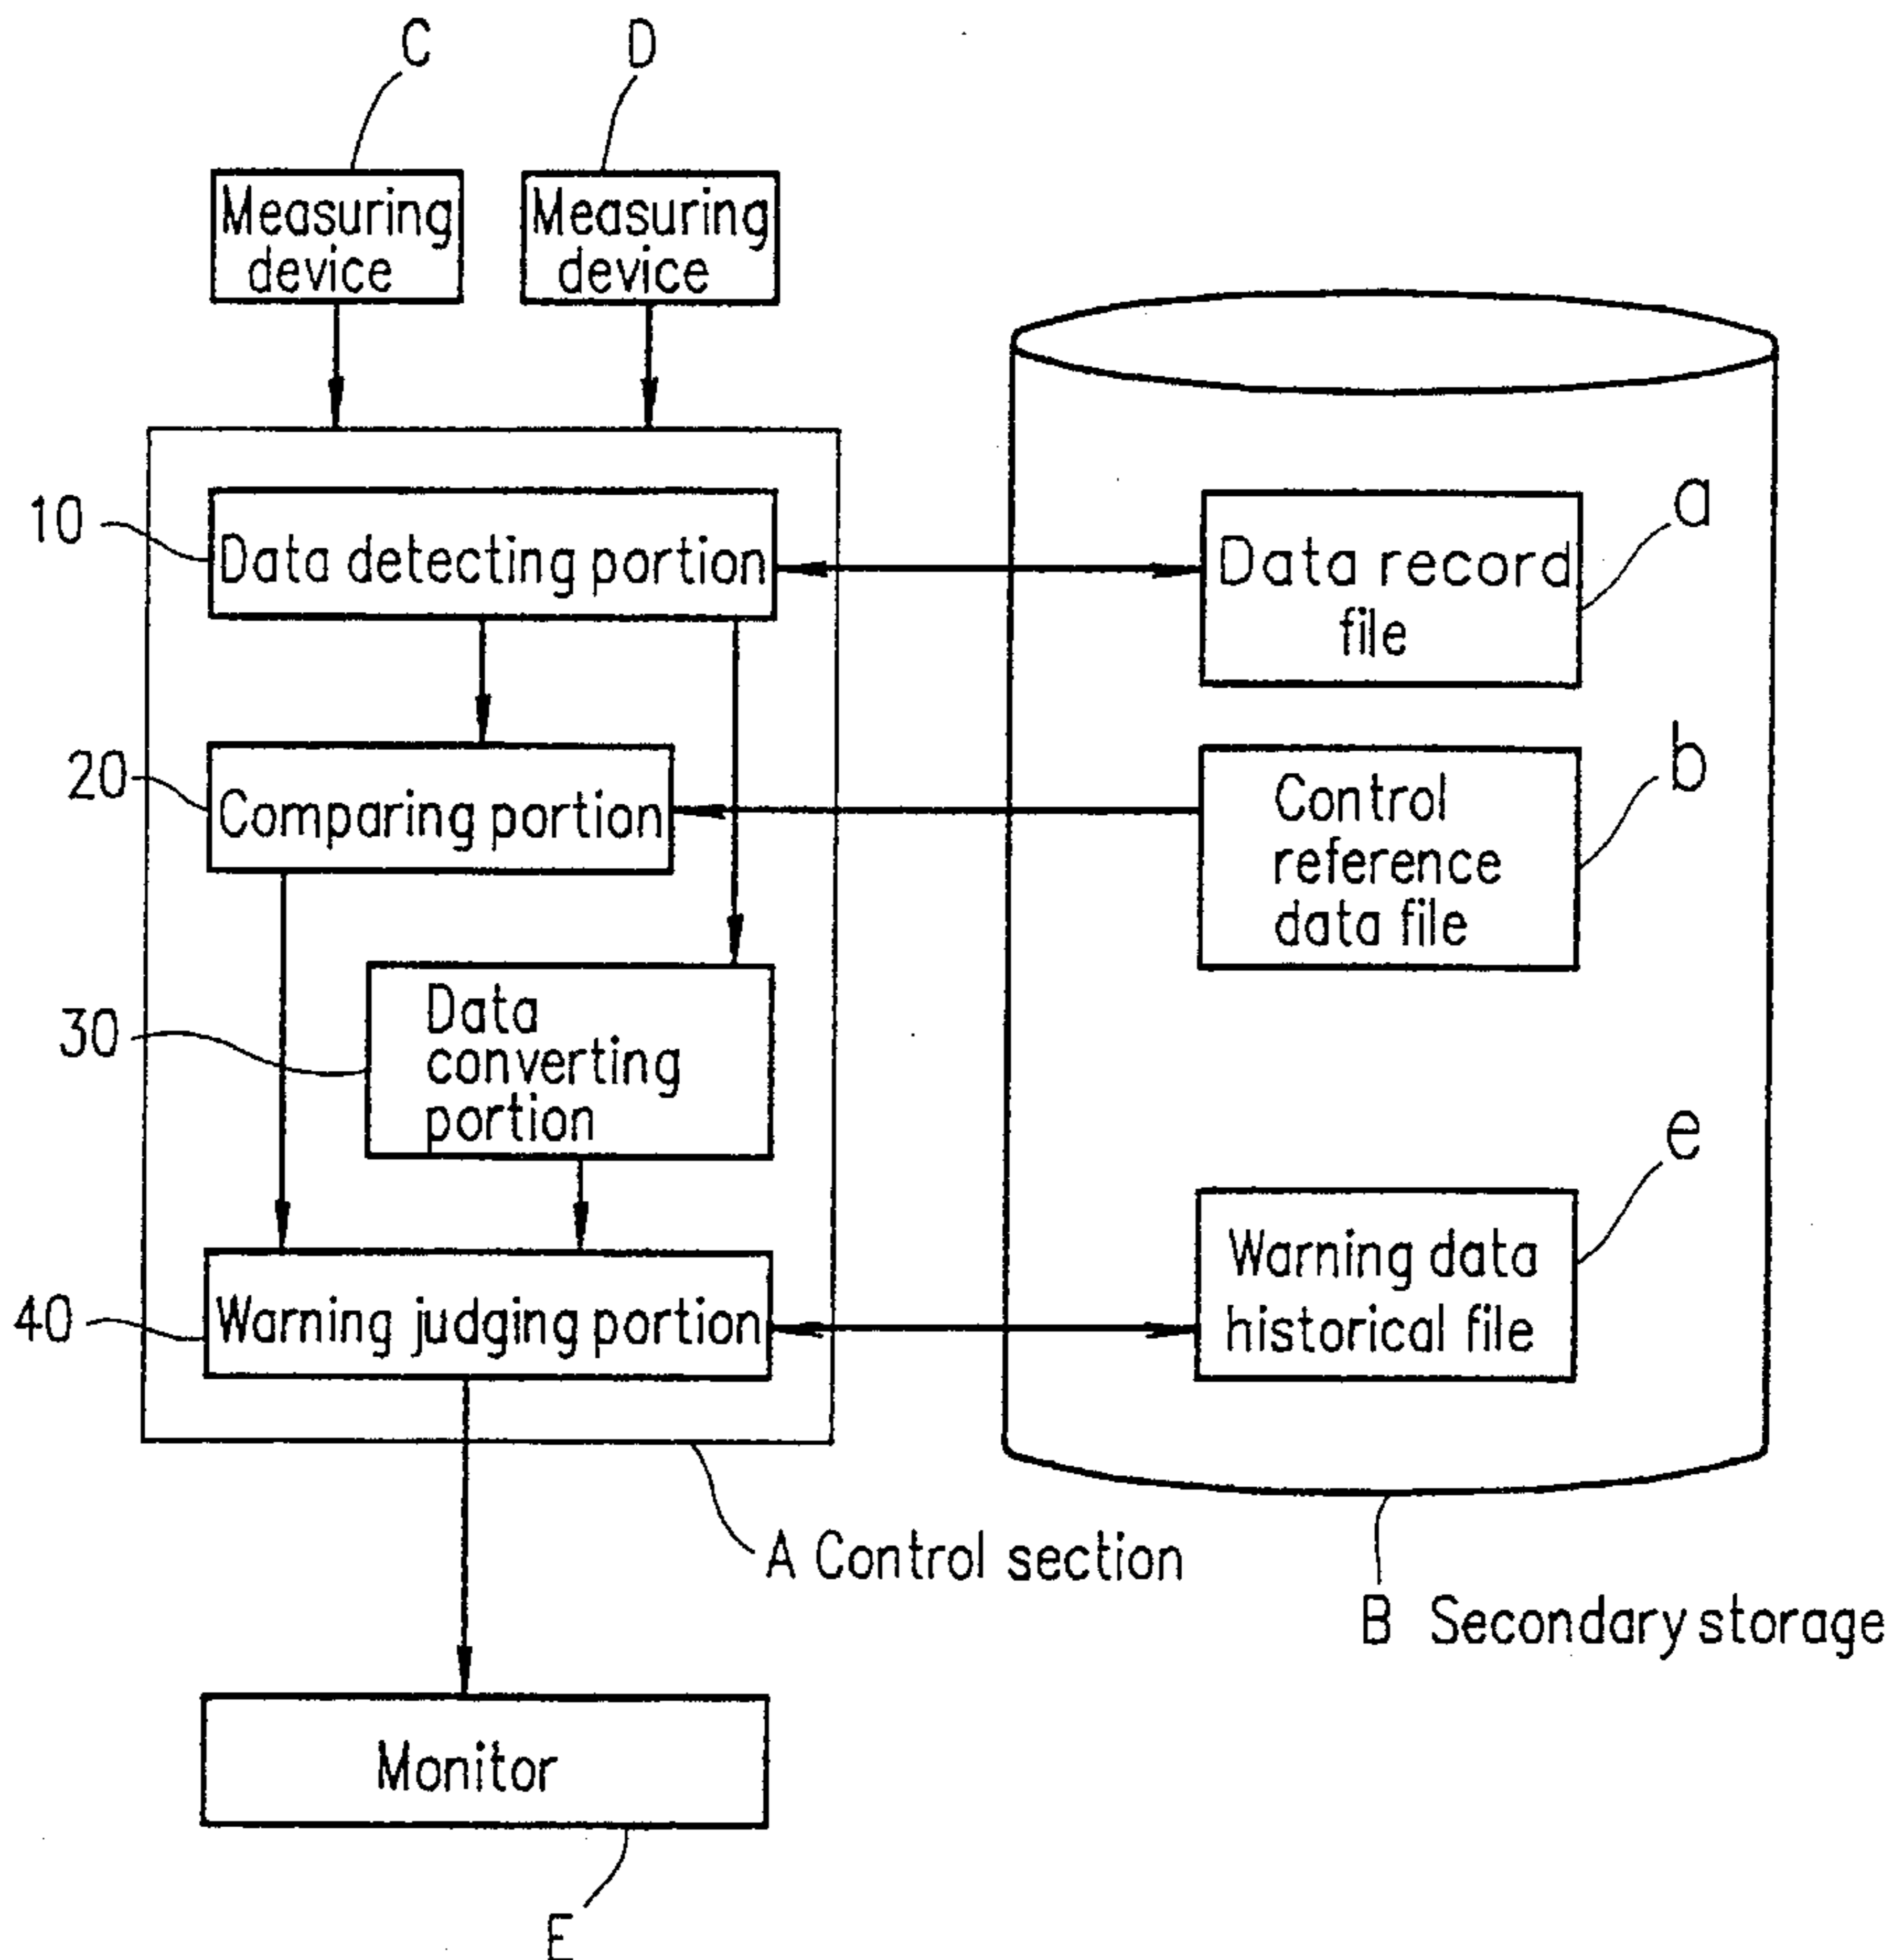 C
D
Measuring
device
Measuring
device
10
Data detecting portion
Data record
file
a
20
Comparing portion
Control
reference
data file
b
30
Data
converting
portion
40
Warning judging portion
Warning data
historical file
e
A Control section
B Secondary storage
Monitor
E